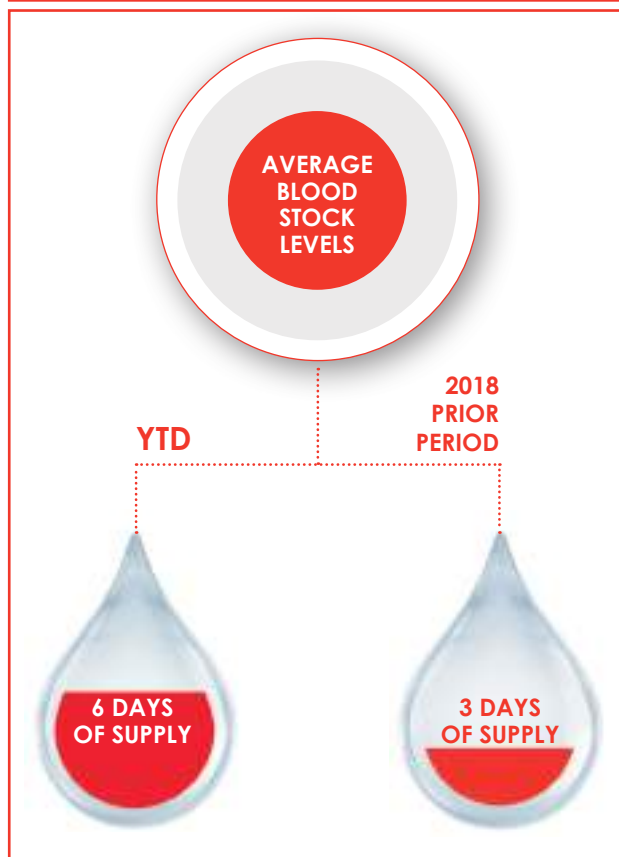 AVERAGE
BLOOD
STOCK
LEVELS
YTD
2018
PRIOR
PERIOD
6 DAYS
OF SUPPLY
3 DAYS
OF SUPPLY